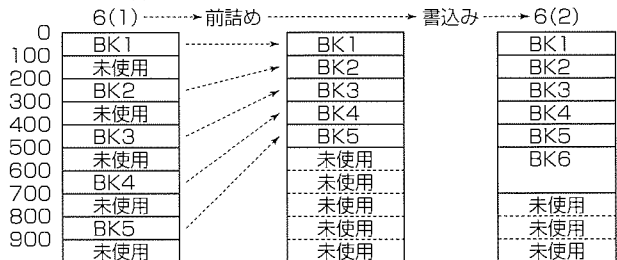 6(1) 前詰め 書込み 6(2)
0 BK1 BK1 BK1
100 未使用 BK2 BK2
200 BK2 BK3 BK3
300 未使用 BK4 BK4
400 BK3 BK5 BK5
500 未使用 未使用 BK6
600 BK4 未使用
700 未使用 未使用 未使用
800 BK5 未使用 未使用
900 未使用 未使用 未使用